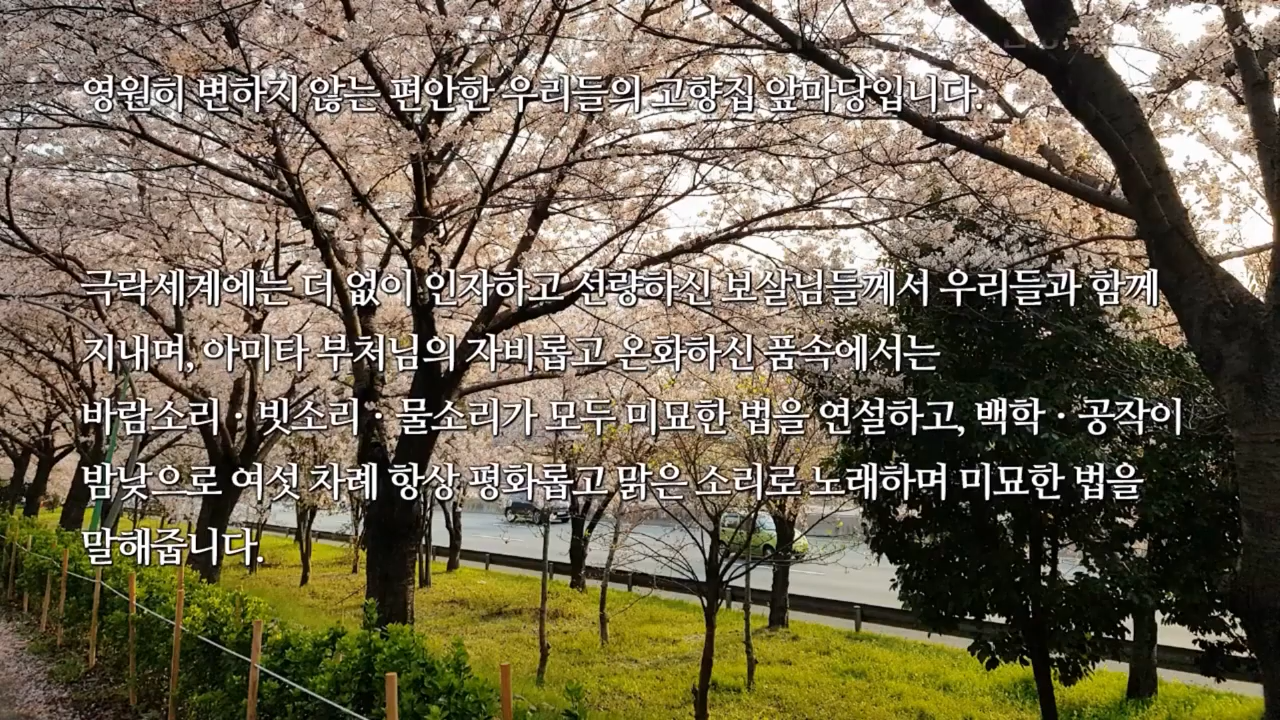 영원히 변하지 않는 편안한 우리들의 고향집 앞마당입니다.
극락세계에는 더 없이 인자하고 선량하신 보살님들께서 우리들과 함께
지내며, 아미타 부처님의 자비롭고 온화하신 품속에서는
바람소리 · 빗소리 · 물소리가 모두 미묘한 법을 연설하고, 백학 · 공작이
밤낮으로 여섯 차례 항상 평화롭고 맑은 소리로 노래하며 미묘한 법을
말해줍니다.